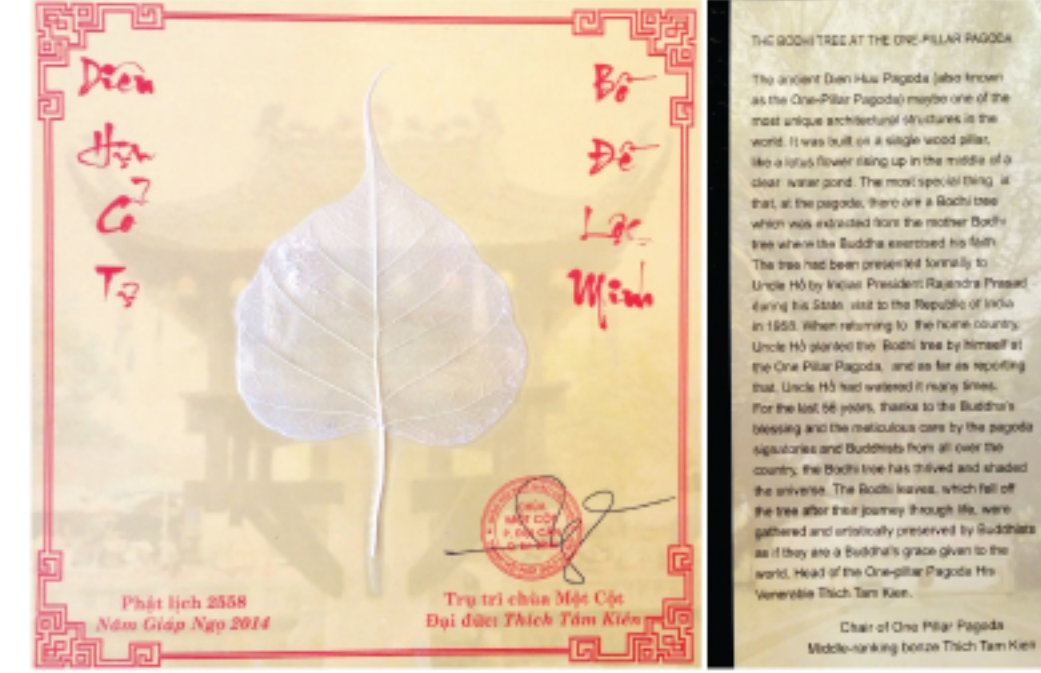 Diên
Hựu
Cổ
Tự
Bồ
Đề
Lộc
Minh
CHÙA
MỘT CỘT
Phật lịch 2558
Năm Giáp Ngọ 2014
Trụ trì chùa Một Cột
Đại đức: Thích Tâm Kiên
THE BODHI TREE AT THE ONE-PILLAR PAGODA
The ancient Dien Huu Pagoda (also known
as the One-Pillar Pagoda) maybe one of the
most unique architectural structures in the
world. It was built on a single wood pillar,
like a lotus flower rising up in the middle of a
clear water pond. The most special thing is
that, at the pagoda, there are a Bodhi tree
which was extracted from the mother Bodhi
tree where the Buddha exercised his faith.
The tree had been presented formally to
Uncle Hồ by Indian President Rajendra Prasad
during his State visit to the Republic of India
in 1958. When returning to the home country,
Uncle Hồ planted the Bodhi tree by himself at
the One Pillar Pagoda, and as far as reporting
that, Uncle Hồ had watered it many times.
For the last 56 years, thanks to the Buddha's
blessing and the meticulous care by the pagoda
signatories and Buddhists from all over the
country, the Bodhi tree has thrived and shaded
the universe. The Bodhi leaves, which fell off
the tree after their journey through life, were
gathered and artistically preserved by Buddhists
as if they are a Buddha's grace given to the
world. Head of the One-pillar Pagoda His
Venerable Thich Tam Kien.
Chair of One Pillar Pagoda
Middle-ranking bonze Thich Tam Kien